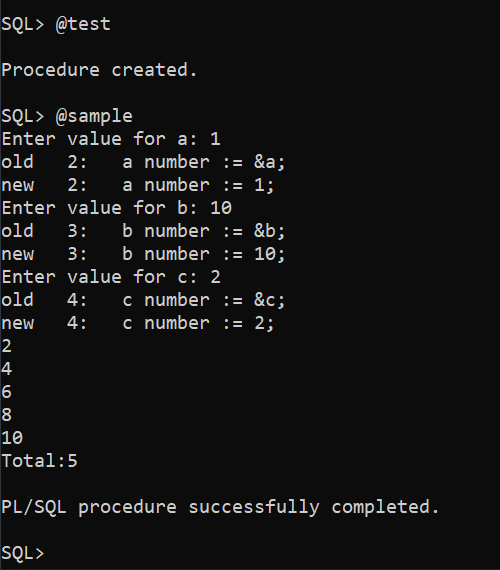 SQL> @test
Procedure created.
SQL> @sample
Enter value for a: 1
old   2:   a number := &a;
new   2:   a number := 1;
Enter value for b: 10
old   3:   b number := &b;
new   3:   b number := 10;
Enter value for c: 2
old   4:   c number := &c;
new   4:   c number := 2;
2
4
6
8
10
Total:5
PL/SQL procedure successfully completed.
SQL>